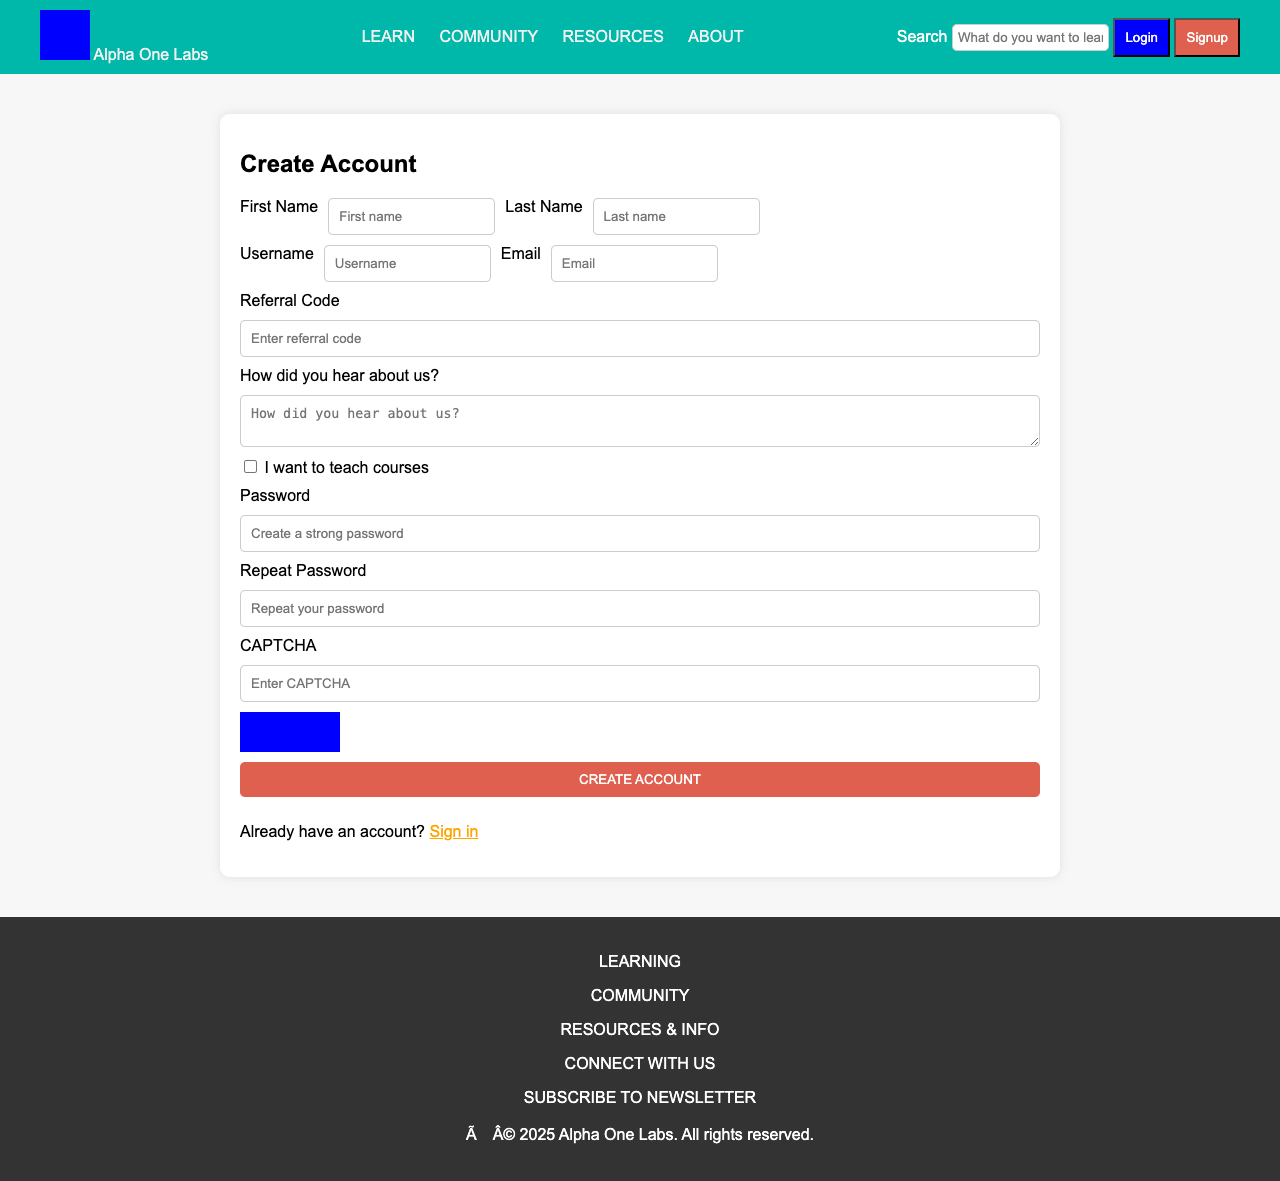 Alpha One Labs
LEARN COMMUNITY RESOURCES ABOUT
Search What do you want to lear Login Signup
Create Account
First Name First name Last Name Last name
Username Username Email Email
Referral Code
Enter referral code
How did you hear about us?
How did you hear about us?
I want to teach courses
Password
Create a strong password
Repeat Password
Repeat your password
CAPTCHA
Enter CAPTCHA
CREATE ACCOUNT
Already have an account? Sign in
LEARNING
COMMUNITY
RESOURCES & INFO
CONNECT WITH US
SUBSCRIBE TO NEWSLETTER
Ã Â© 2025 Alpha One Labs. All rights reserved.